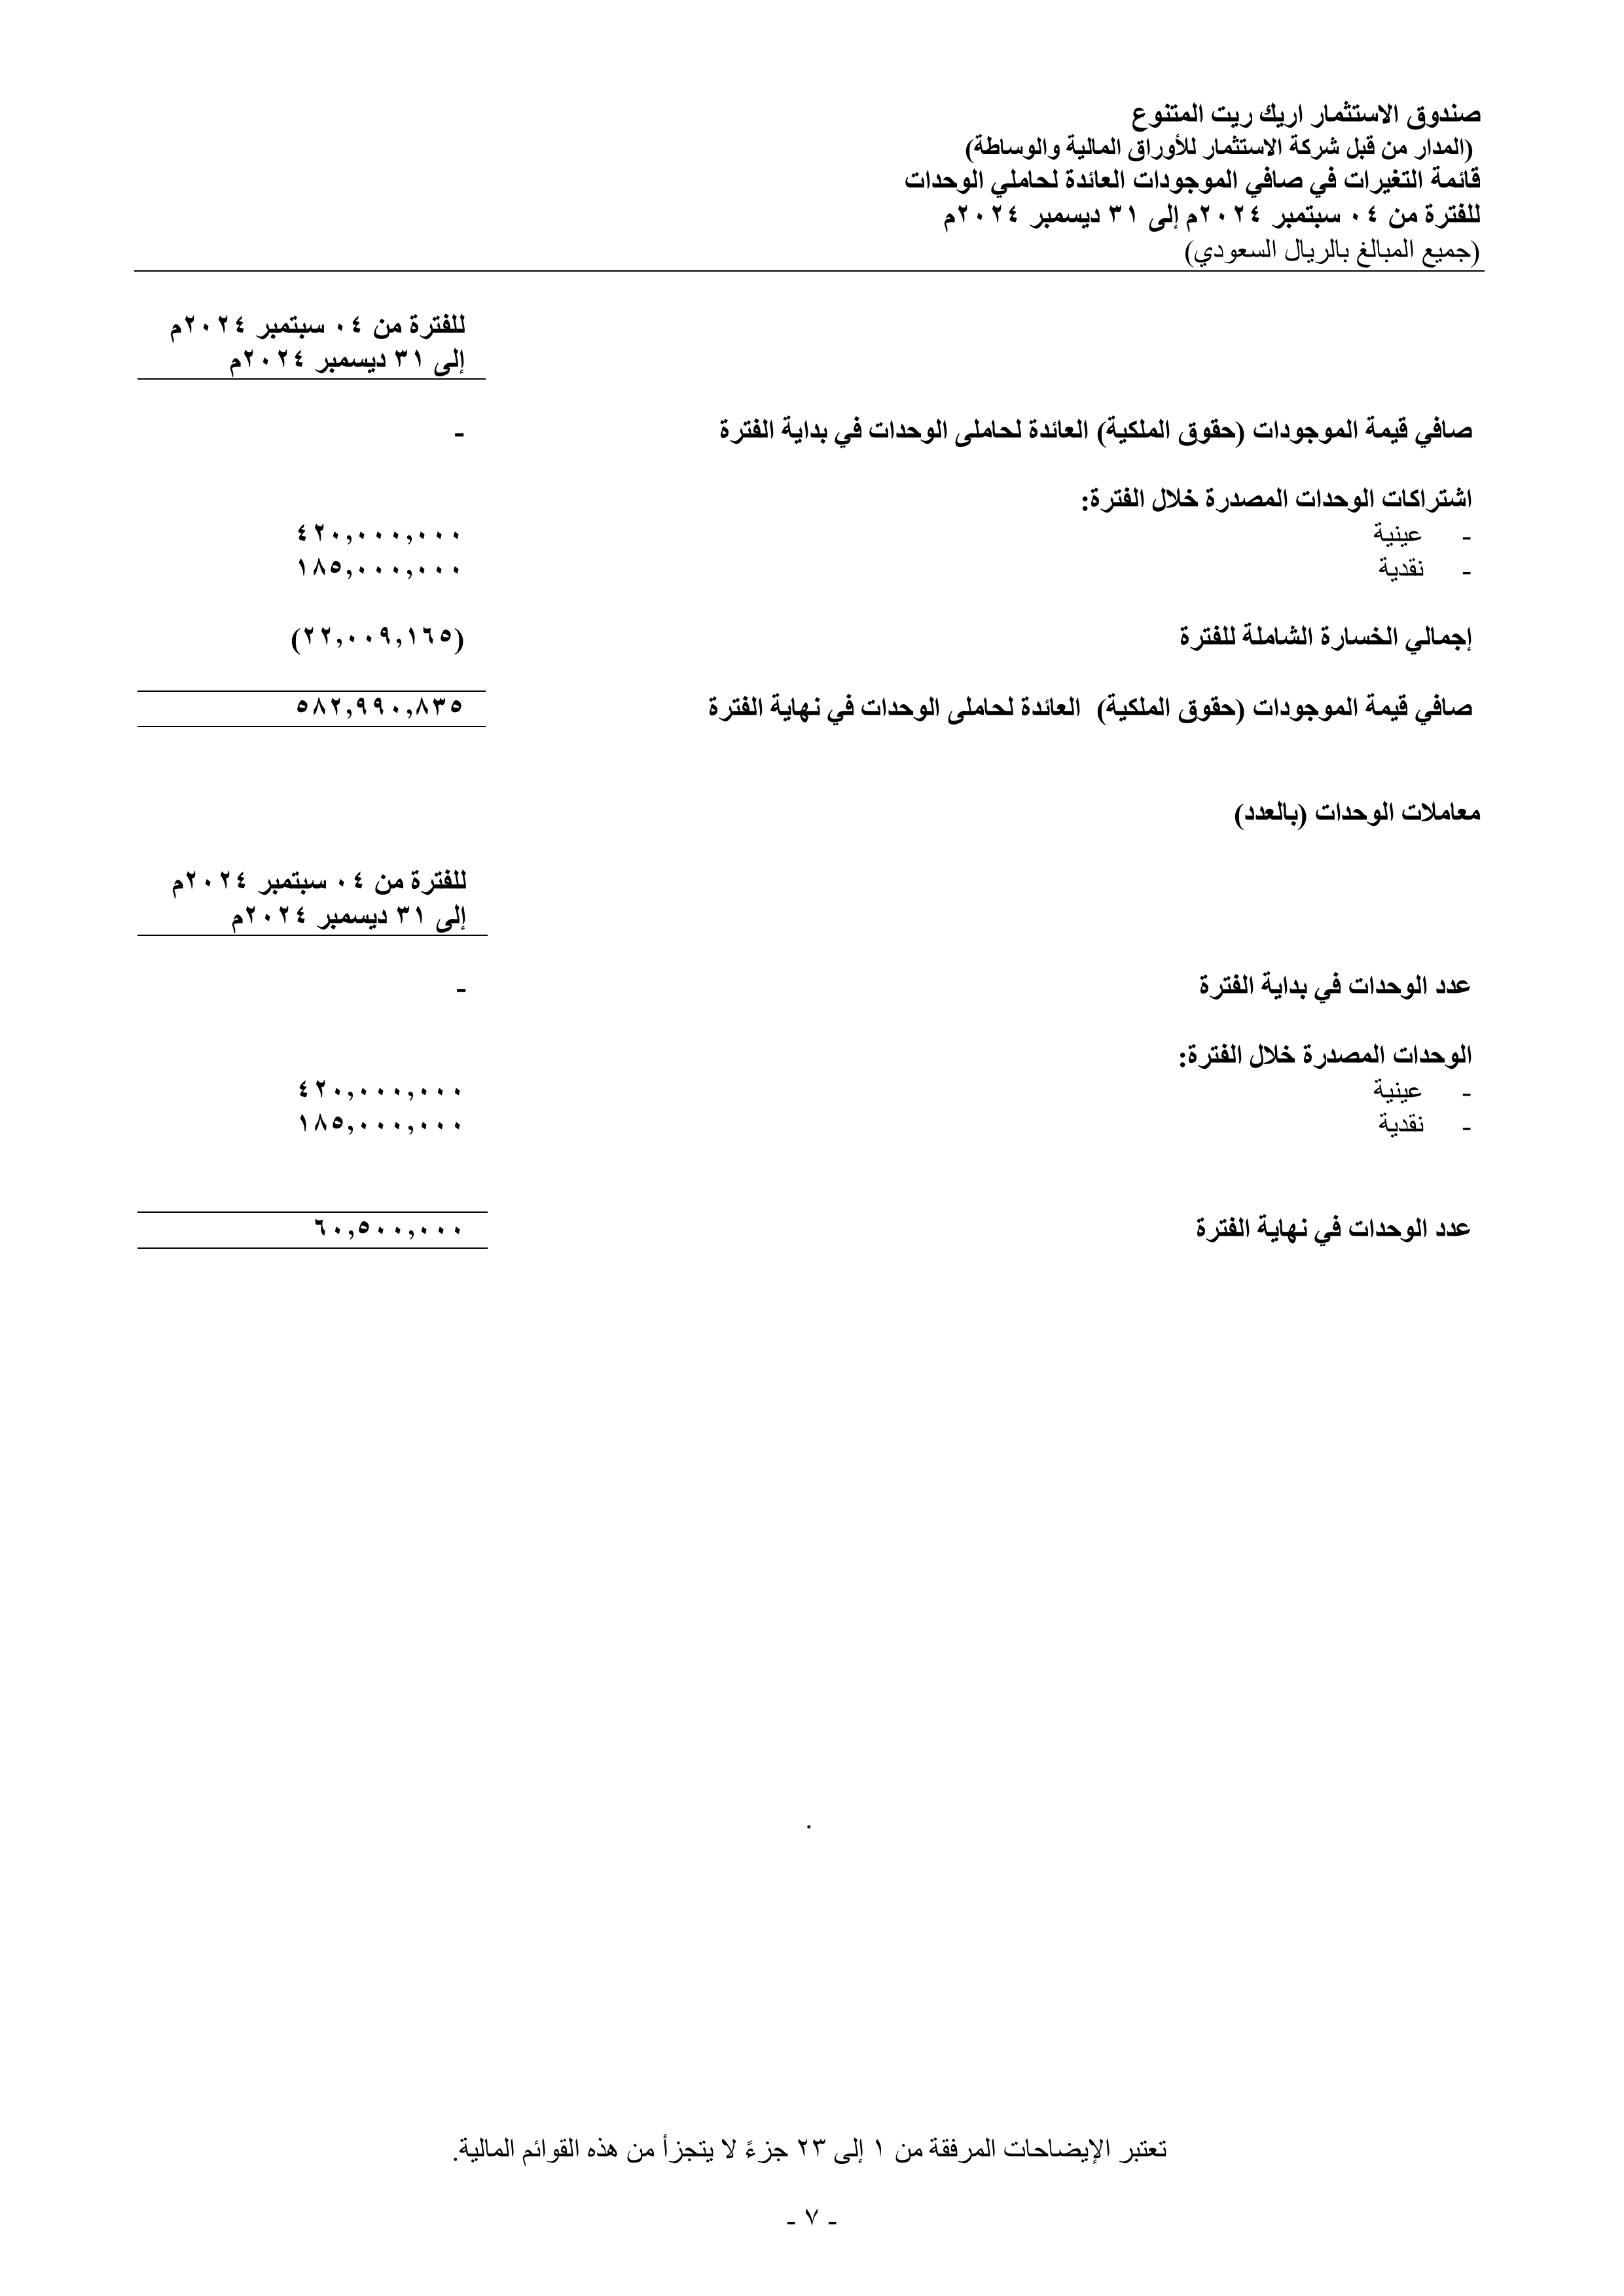 صندوق الاستثمار اريك ريت المتنوع
(المدار من قبل شركة الاستثمار للأوراق المالية والوساطة)
قائمة التغيرات في صافي الموجودات العائدة لحاملي الوحدات
للفترة من ٠٤ سبتمبر ٢٠٢٤م إلى ٣١ ديسمبر ٢٠٢٤م
(جميع المبالغ بالريال السعودي)
للفترة من ٠٤ سبتمبر ٢٠٢٤م
إلى ٣١ ديسمبر ٢٠٢٤م
صافي قيمة الموجودات (حقوق الملكية) العائدة لحاملى الوحدات في بداية الفترة -
اشتراكات الوحدات المصدرة خلال الفترة:
- عينية ٤٢٠,٠٠٠,٠٠٠
- نقدية ١٨٥,٠٠٠,٠٠٠
إجمالي الخسارة الشاملة للفترة (٢٢,٠٠٩,١٦٥)
صافي قيمة الموجودات (حقوق الملكية) العائدة لحاملى الوحدات في نهاية الفترة ٥٨٢,٩٩٠,٨٣٥
معاملات الوحدات (بالعدد)
للفترة من ٠٤ سبتمبر ٢٠٢٤م
إلى ٣١ ديسمبر ٢٠٢٤م
عدد الوحدات في بداية الفترة -
الوحدات المصدرة خلال الفترة:
- عينية ٤٢٠,٠٠٠,٠٠٠
- نقدية ١٨٥,٠٠٠,٠٠٠
عدد الوحدات في نهاية الفترة ٦٠,٥٠٠,٠٠٠
.
تعتبر الإيضاحات المرفقة من ١ إلى ٢٣ جزءً لا يتجزأ من هذه القوائم المالية.
- ٧ -